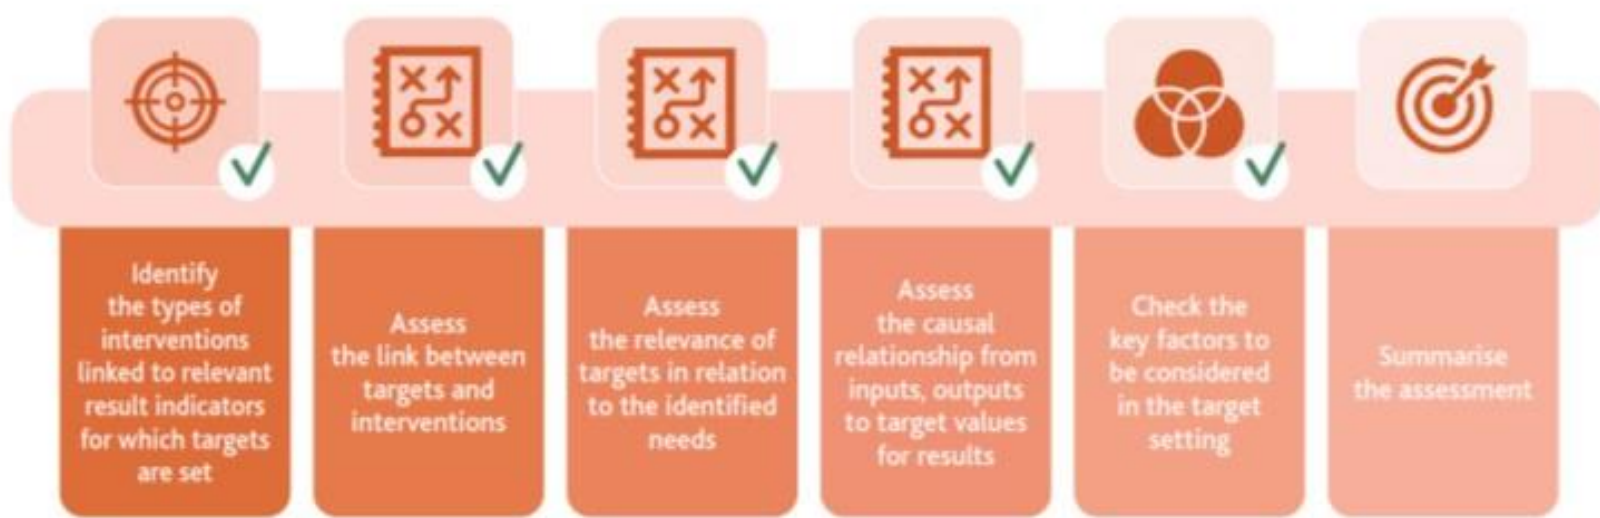 Identify
the types of
interventions
linked to relevant
result indicators
for which targets
are set
Assess
the link between
targets and
interventions
Assess
the relevance of
targets in relation
to the identified
needs
Assess
the causal
relationship from
inputs, outputs
to target values
for results
Check the
key factors to
be considered
in the target
setting
Summarise
the assessment